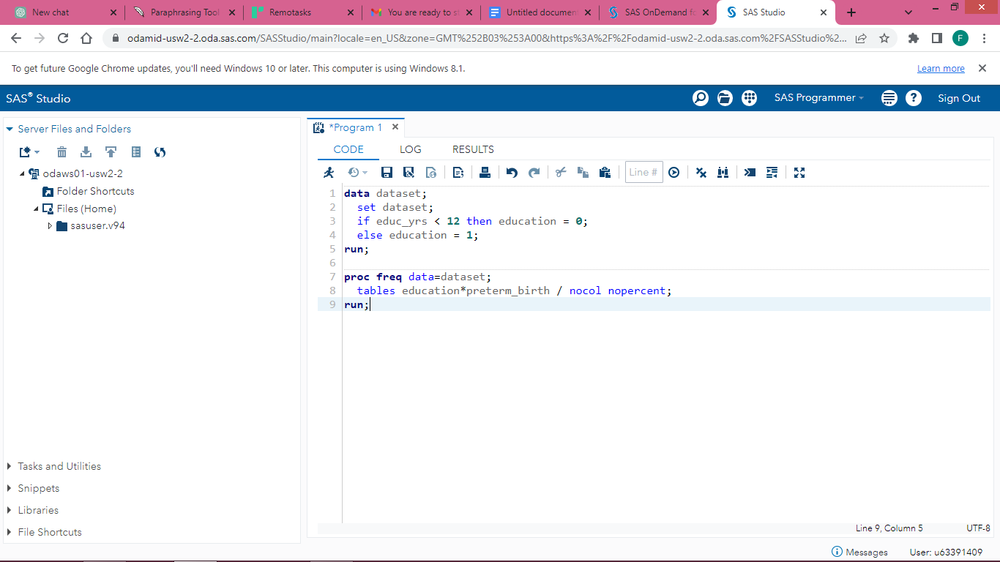 New chat
Paraphrasing Tool
Remotasks
You are ready to st
Untitled document
SAS OnDemand fo
SAS Studio
odamid-usw2-2.oda.sas.com/SASStudio/main?locale=en_US&zone=GMT%252B03%253A00&https%3A%2F%2Fodamid-usw2-2.oda.sas.com%2FSASStudio%2...
F
To get future Google Chrome updates, you'll need Windows 10 or later. This computer is using Windows 8.1.
Learn more
SAS® Studio
SAS Programmer
Sign Out
Server Files and Folders
odaws01-usw2-2
Folder Shortcuts
Files (Home)
sasuser.v94
Tasks and Utilities
Snippets
Libraries
File Shortcuts
*Program 1
CODE LOG RESULTS
Line #
1 data dataset;
2 set dataset;
3 if educ_yrs < 12 then education = 0;
4 else education = 1;
5 run;
6
7 proc freq data=dataset;
8 tables education*preterm_birth / nocol nopercent;
9 run;
Line 9, Column 5
UTF-8
Messages
User: u63391409